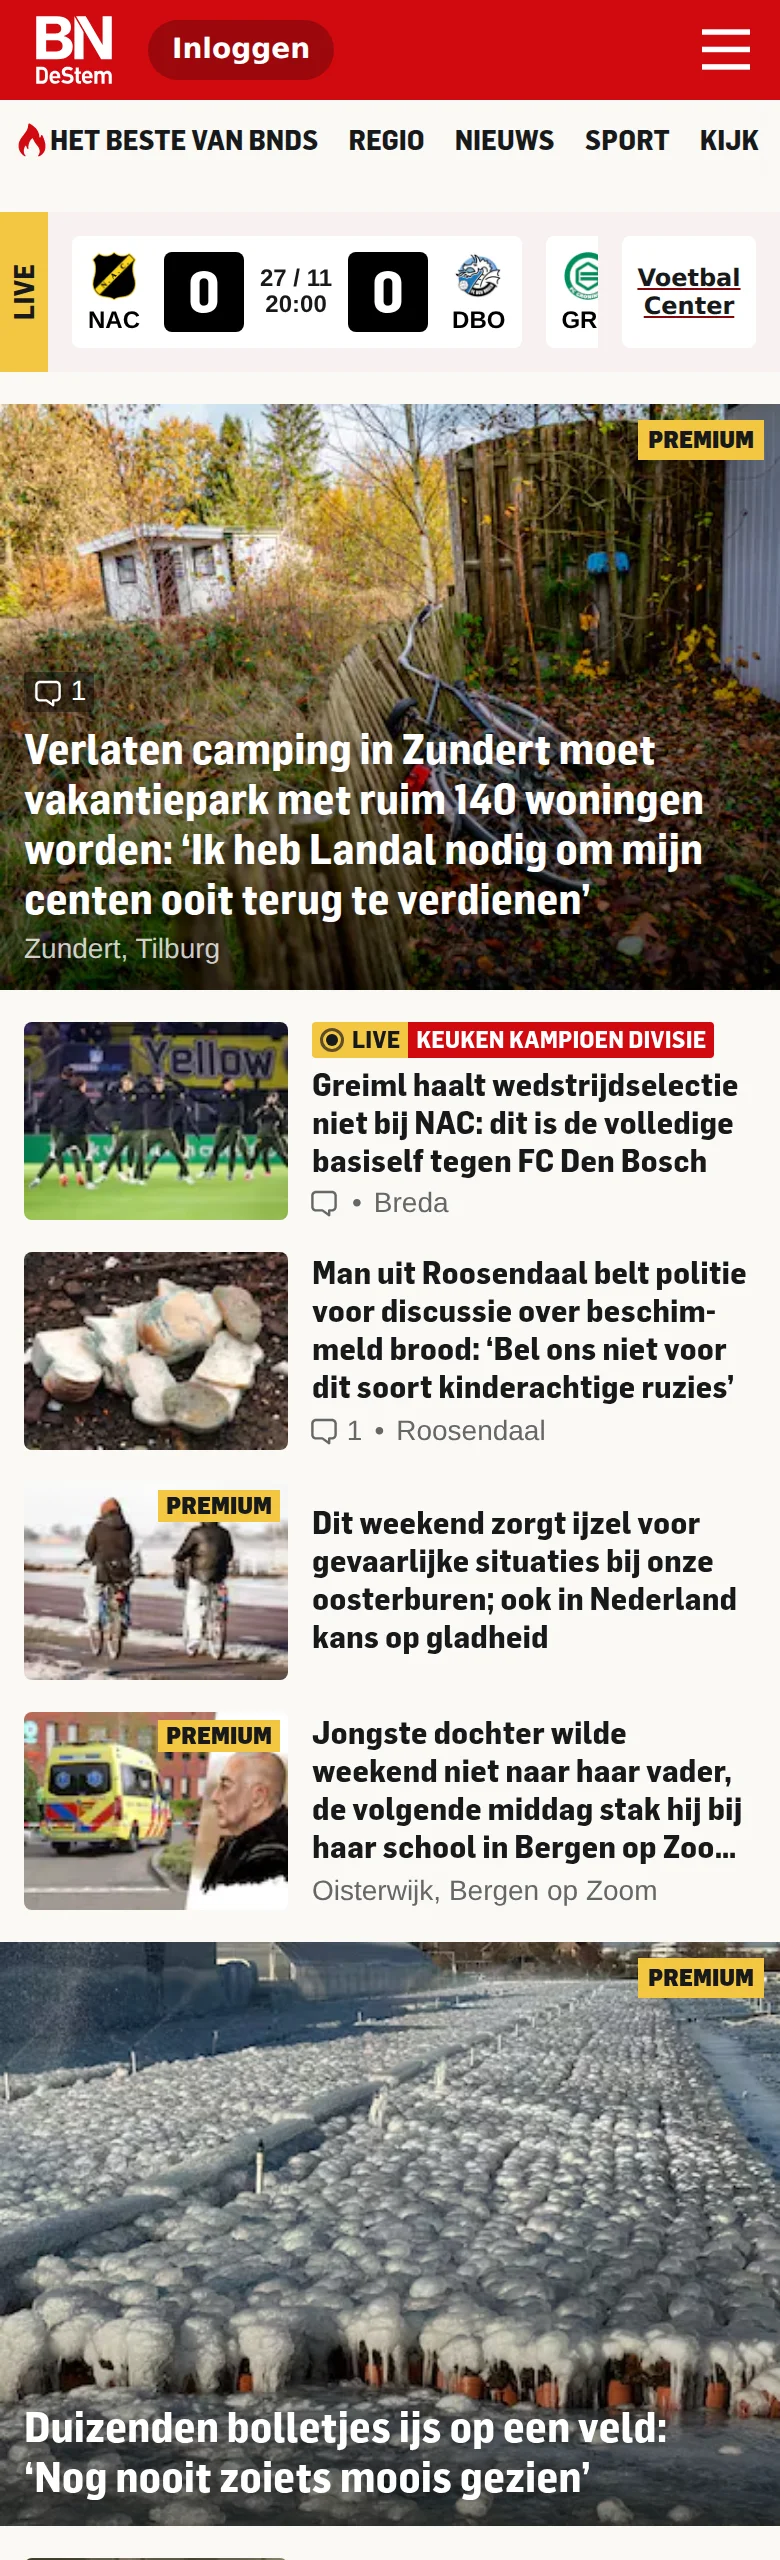 BN
DeStem
Inloggen
HET BESTE VAN BNDS REGIO NIEUWS SPORT KIJK
LIVE
NAC
0
27 / 11
20:00
0
DBO
GR
Voetbal
Center
PREMIUM
1
Verlaten camping in Zundert moet
vakantiepark met ruim 140 woningen
worden: ‘Ik heb Landal nodig om mijn
centen ooit terug te verdienen’
Zundert, Tilburg
Yellow
LIVE KEUKEN KAMPIOEN DIVISIE
Greiml haalt wedstrijdselectie
niet bij NAC: dit is de volledige
basiself tegen FC Den Bosch
• Breda
Man uit Roosendaal belt politie
voor discussie over beschim-
meld brood: ‘Bel ons niet voor
dit soort kinderachtige ruzies’
1 • Roosendaal
PREMIUM
Dit weekend zorgt ijzel voor
gevaarlijke situaties bij onze
oosterburen; ook in Nederland
kans op gladheid
PREMIUM
Jongste dochter wilde
weekend niet naar haar vader,
de volgende middag stak hij bij
haar school in Bergen op Zoo...
Oisterwijk, Bergen op Zoom
PREMIUM
Duizenden bolletjes ijs op een veld:
‘Nog nooit zoiets moois gezien’